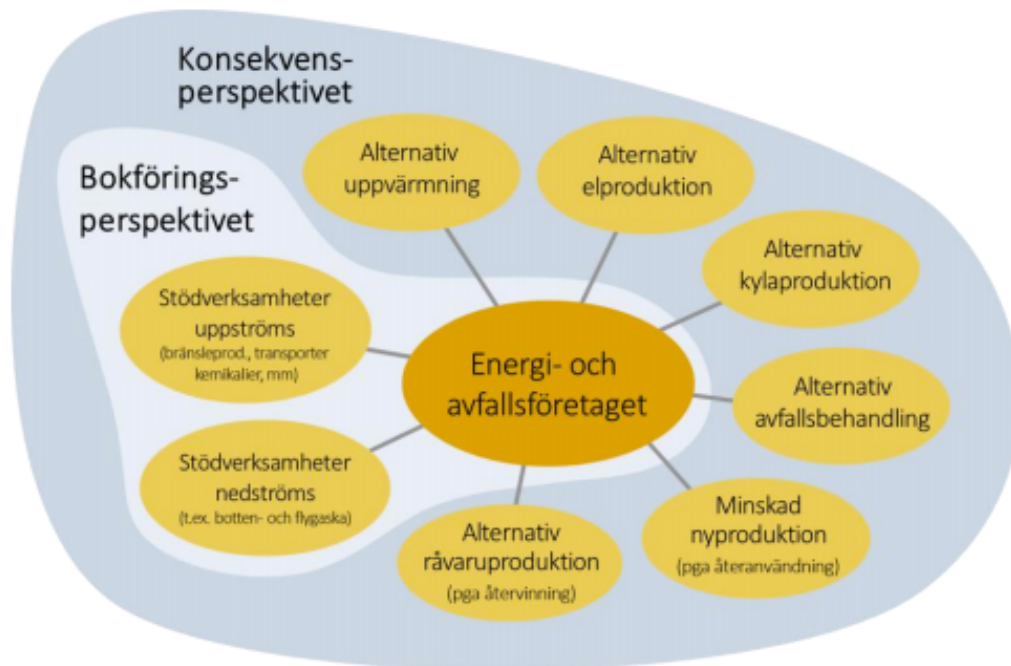 Konsekvens-
perspektivet
Bokförings-
perspektivet
Alternativ
uppvärmning
Alternativ
elproduktion
Alternativ
kylaproduktion
Stödverksamheter
uppströms
(bränsleprod., transporter
kemikalier, mm)
Energi- och
avfallsföretaget
Alternativ
avfallsbehandling
Stödverksamheter
nedströms
(t.ex. botten- och flygaska)
Alternativ
råvaruproduktion
(pga återvinning)
Minskad
nyproduktion
(pga återanvändning)